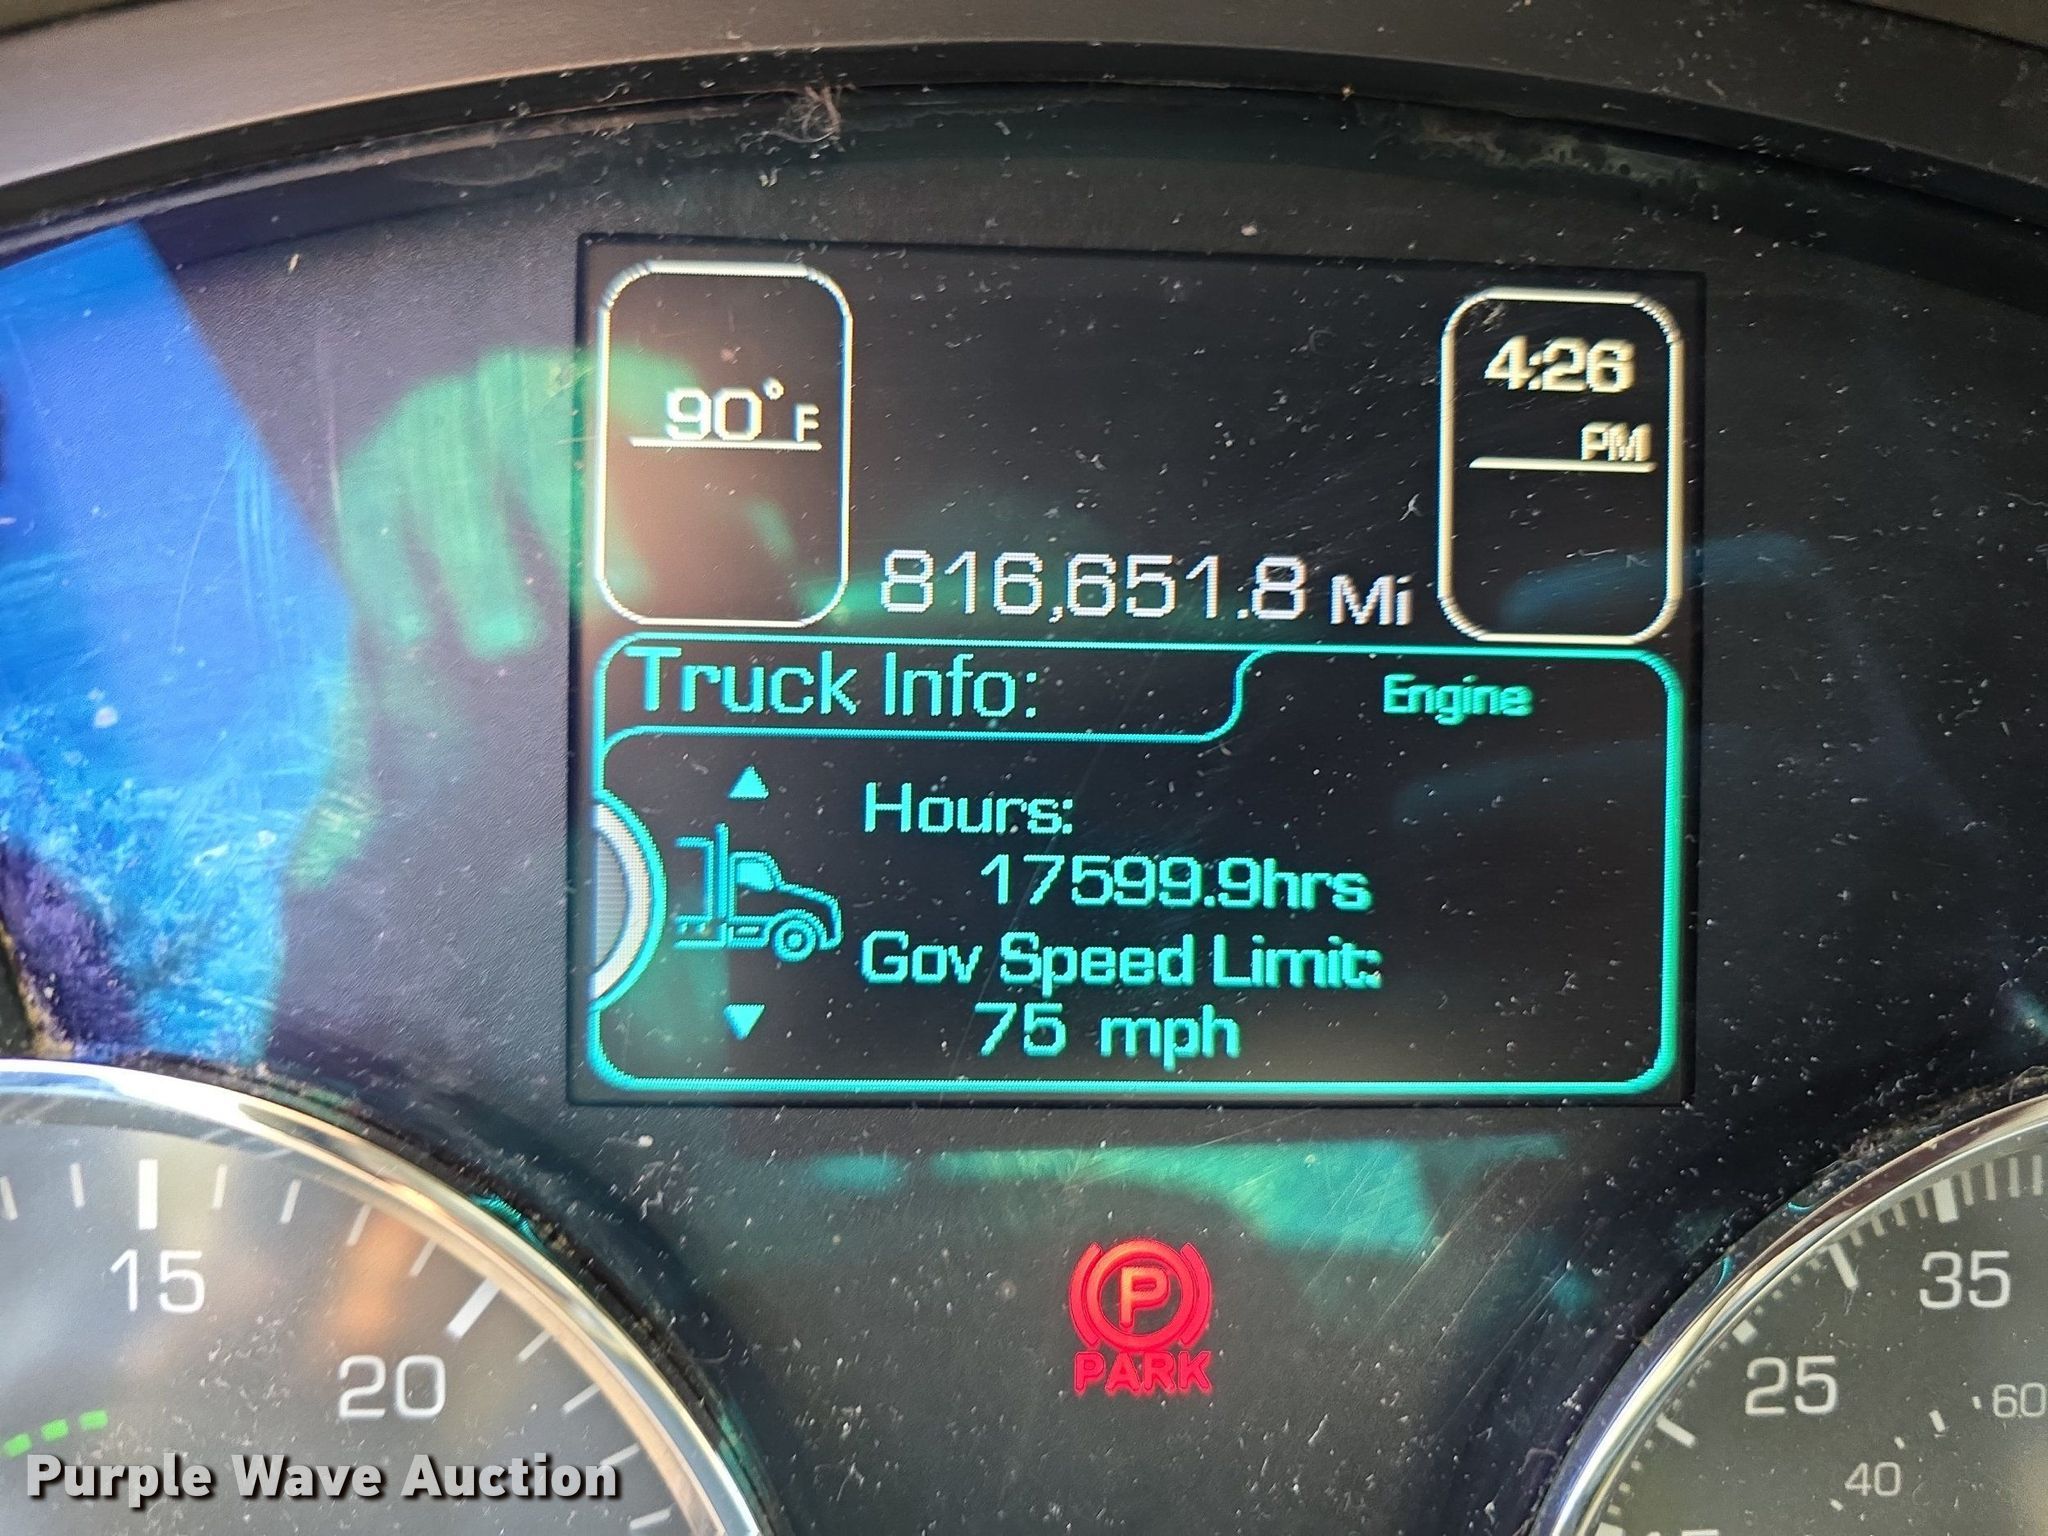 90° F
4:26
PM
816,651.8 Mi
Truck Info:
Engine
Hours:
17599.9hrs
Gov Speed Limit:
75 mph
P
PARK
15
20
35
25
60
40
15
Purple Wave Auction